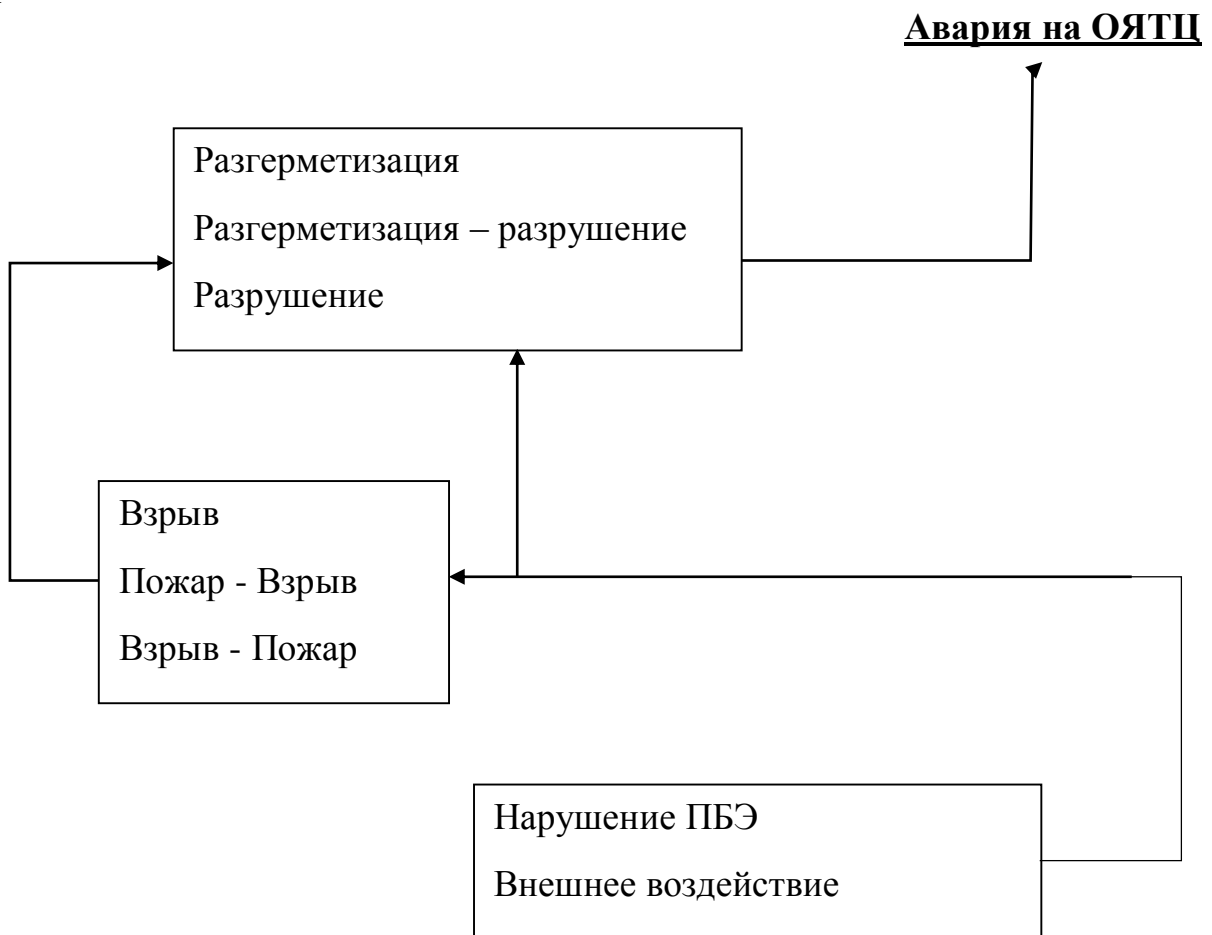 Авария на ОЯТЦ
Разгерметизация
Разгерметизация – разрушение
Разрушение
Взрыв
Пожар - Взрыв
Взрыв - Пожар
Нарушение ПБЭ
Внешнее воздействие